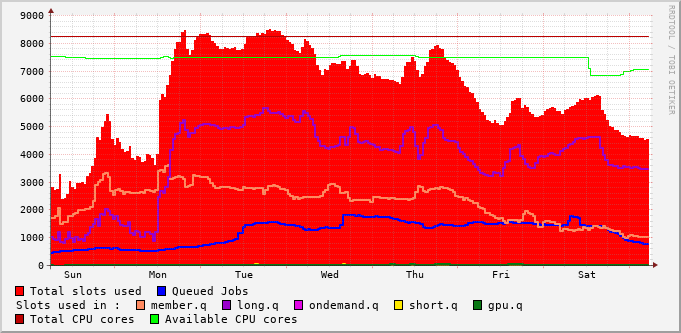 RRDTOOL / TOBI OETIKER
9000
8000
7000
6000
5000
4000
3000
2000
1000
0
Sun Mon Tue Wed Thu Fri Sat
Total slots used Queued Jobs
Slots used in : member.q long.q ondemand.q short.q gpu.q
Total CPU cores Available CPU cores